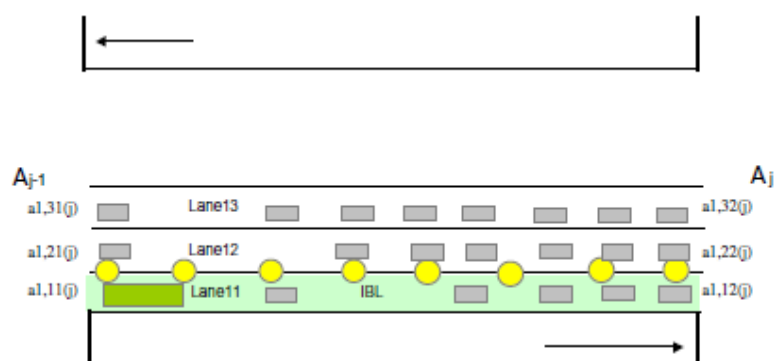 Aj-1 Aj
a1,31(j) Lane13 a1,32(j)
a1,21(j) Lane12 a1,22(j)
a1,11(j) Lane11 IBL a1,12(j)